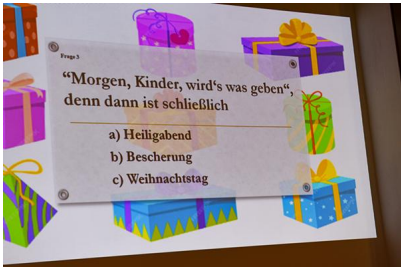 Frage 3
“Morgen, Kinder, wird‘s was geben“,
denn dann ist schließlich
a) Heiligabend
b) Bescherung
c) Weihnachtstag